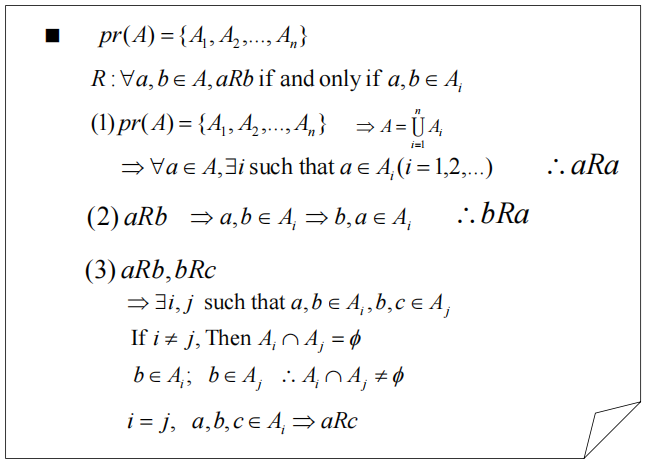 ■ pr(A) = {A₁, A₂,..., Aₙ}
R : ∀a, b ∈ A, aRb if and only if a, b ∈ Aᵢ
(1) pr(A) = {A₁, A₂,..., Aₙ} ⇒ A = ⋃ⁿᵢ₌₁ Aᵢ
⇒ ∀a ∈ A, ∃i such that a ∈ Aᵢ (i = 1,2,...) ∴ aRa
(2) aRb ⇒ a, b ∈ Aᵢ ⇒ b, a ∈ Aᵢ ∴ bRa
(3) aRb, bRc
⇒ ∃i, j such that a, b ∈ Aᵢ, b, c ∈ Aⱼ
If i ≠ j, Then Aᵢ ∩ Aⱼ = ϕ
b ∈ Aᵢ; b ∈ Aⱼ ∴ Aᵢ ∩ Aⱼ ≠ ϕ
i = j, a, b, c ∈ Aᵢ ⇒ aRc